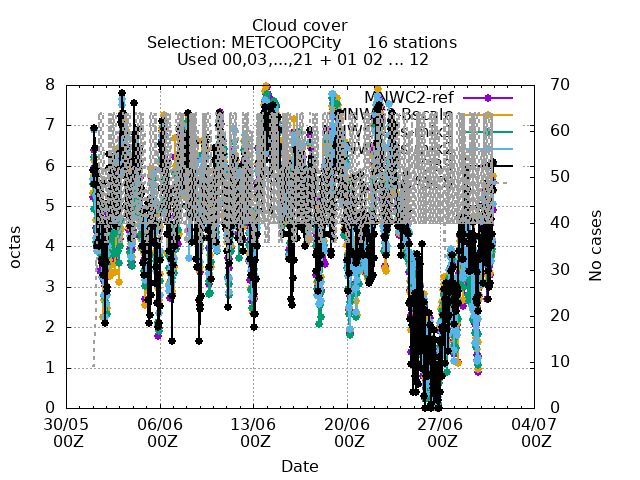 Cloud cover
Selection: METCOOPCity 16 stations
Used 00,03,...,21 + 01 02 ... 12
8
7
6
5
4
3
2
1
0
70
60
50
40
30
20
10
0
octas
No cases
MNWC2-ref
30/05 06/06 13/06 20/06 27/06 04/07
00Z 00Z 00Z 00Z 00Z 00Z
Date